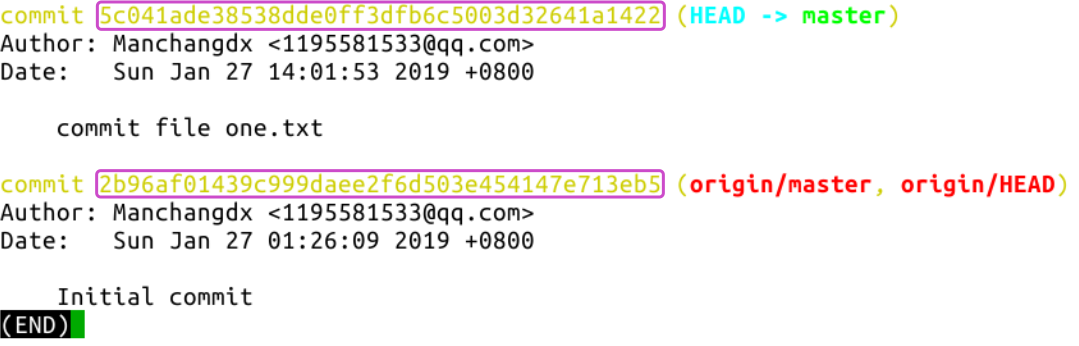 commit 5c041ade38538dde0ff3dfb6c5003d32641a1422 (HEAD -> master)
Author: Manchangdx <1195581533@qq.com>
Date:   Sun Jan 27 14:01:53 2019 +0800
    commit file one.txt
commit 2b96af01439c999daee2f6d503e454147e713eb5 (origin/master, origin/HEAD)
Author: Manchangdx <1195581533@qq.com>
Date:   Sun Jan 27 01:26:09 2019 +0800
    Initial commit
(END)